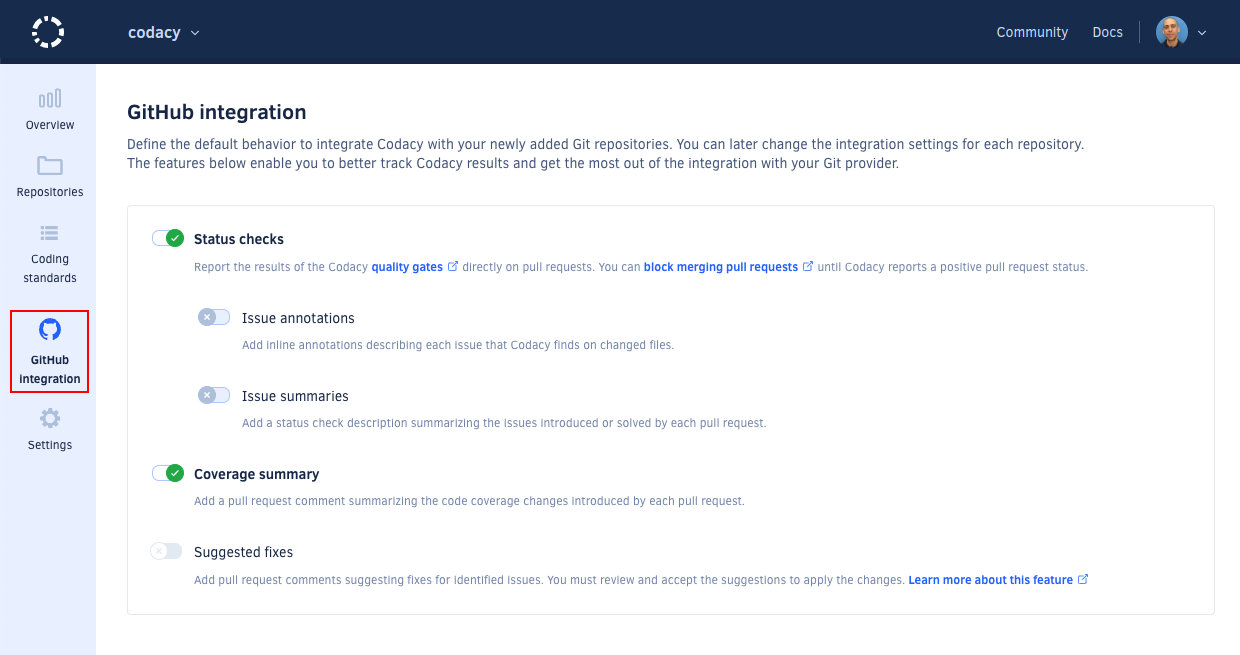 codacy
Community
Docs
Overview
Repositories
Coding
standards
GitHub
integration
Settings
GitHub integration
Define the default behavior to integrate Codacy with your newly added Git repositories. You can later change the integration settings for each repository.
The features below enable you to better track Codacy results and get the most out of the integration with your Git provider.
Status checks
Report the results of the Codacy quality gates directly on pull requests. You can block merging pull requests until Codacy reports a positive pull request status.
Issue annotations
Add inline annotations describing each issue that Codacy finds on changed files.
Issue summaries
Add a status check description summarizing the issues introduced or solved by each pull request.
Coverage summary
Add a pull request comment summarizing the code coverage changes introduced by each pull request.
Suggested fixes
Add pull request comments suggesting fixes for identified issues. You must review and accept the suggestions to apply the changes. Learn more about this feature